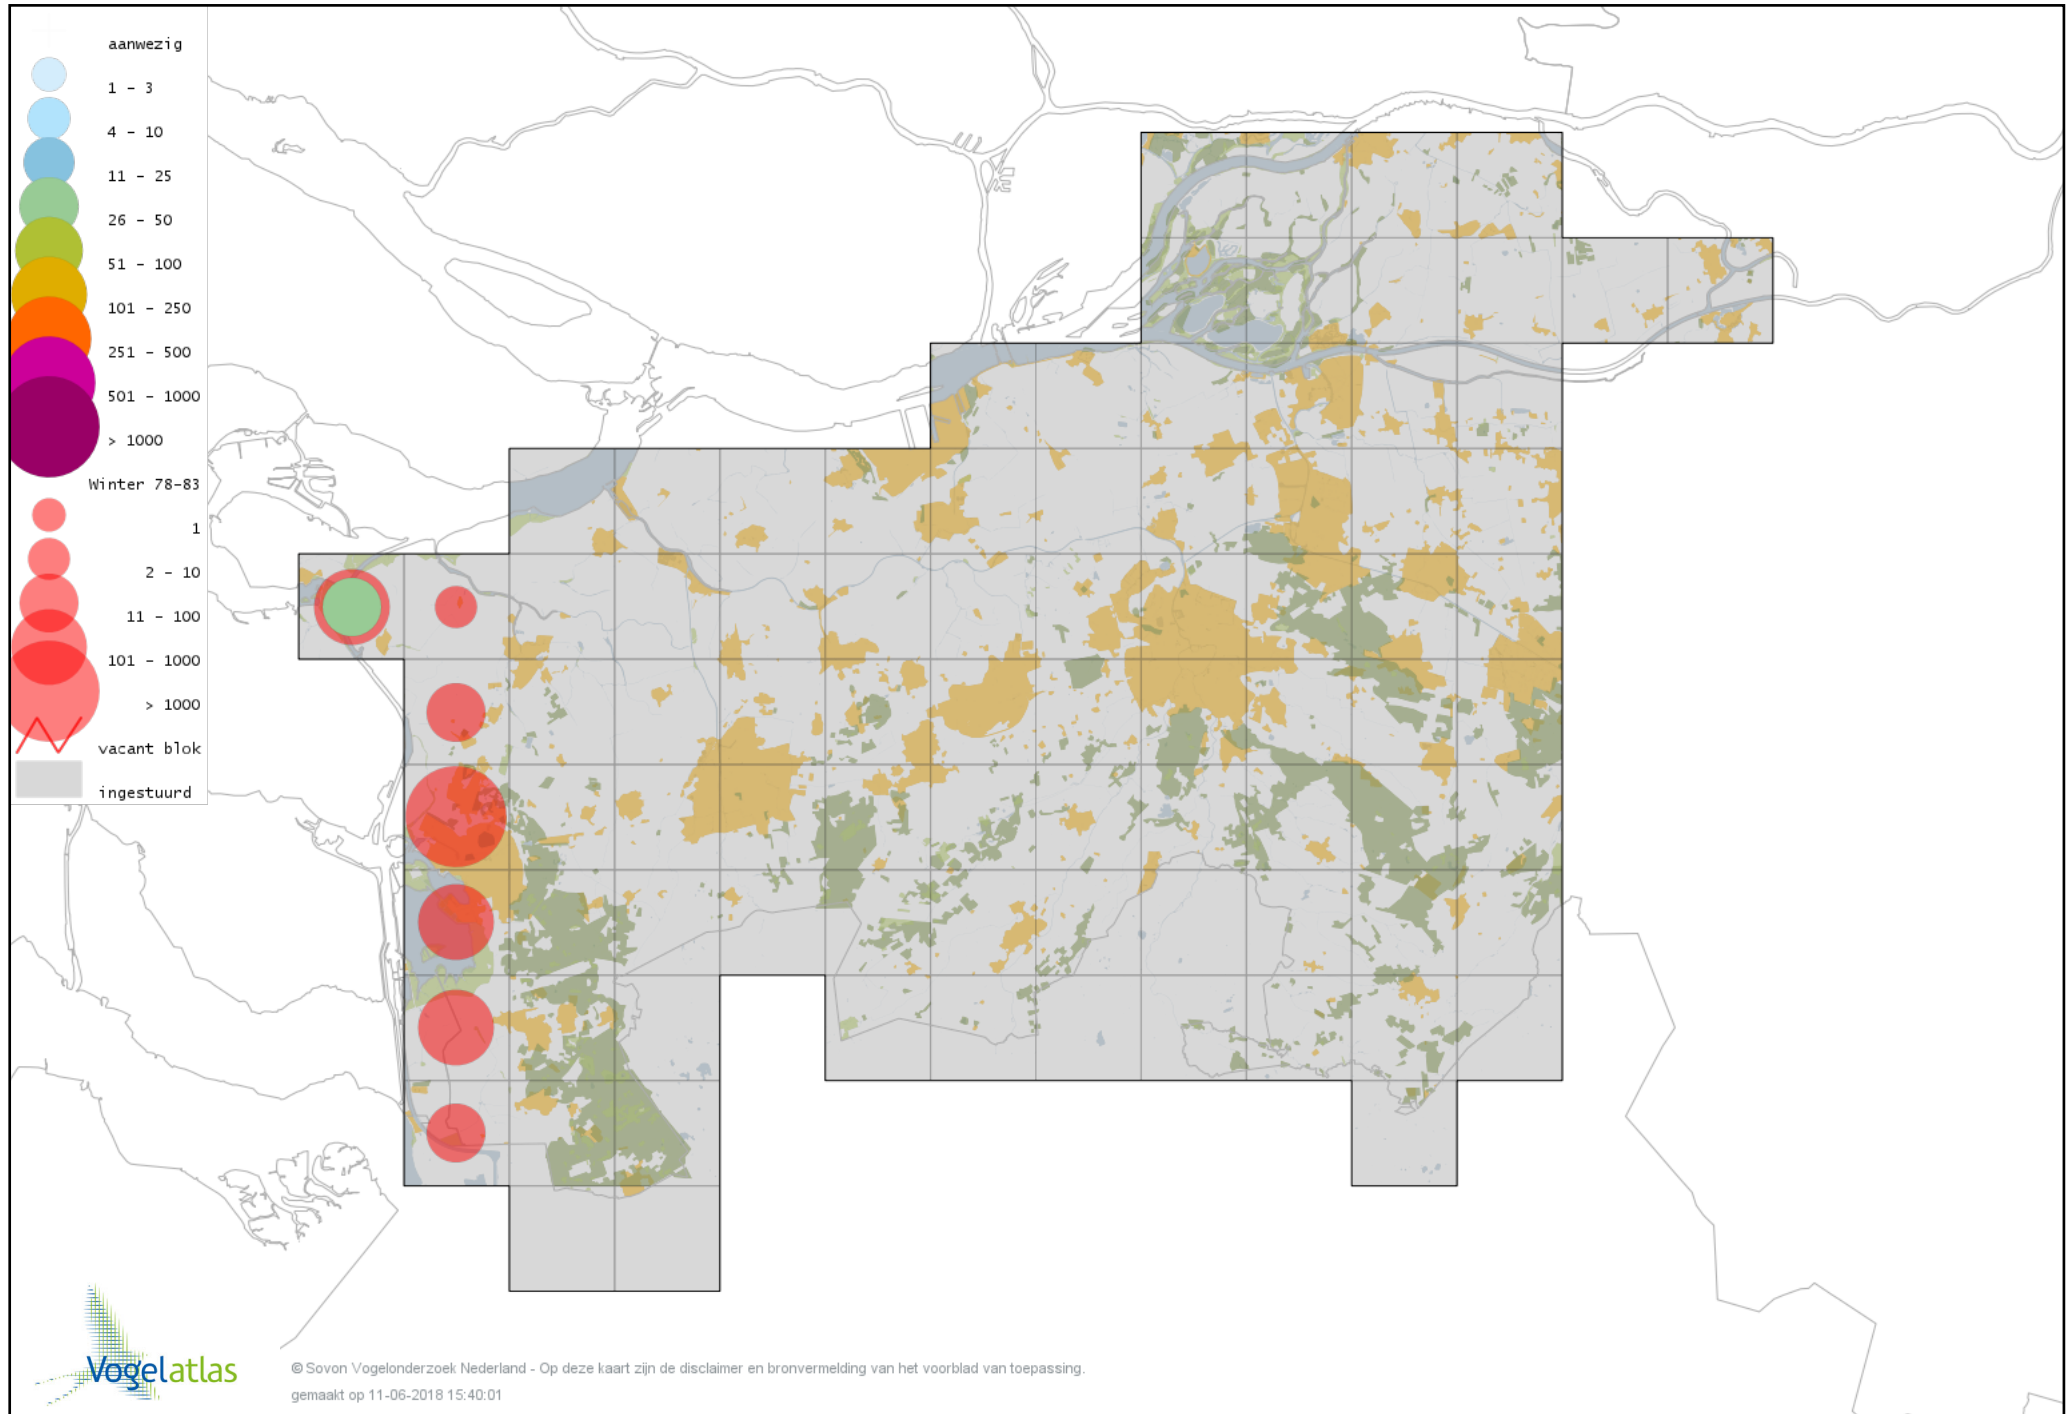 aanwezig
1 – 3
4 – 10
11 – 25
26 – 50
51 – 100
101 – 250
251 – 500
501 – 1000
> 1000
Winter 78-83
1
2 – 10
11 – 100
101 – 1000
> 1000
vacant blok
ingestuurd
Vogelatlas
© Sovon Vogelonderzoek Nederland - Op deze kaart zijn de disclaimer en bronvermelding van het voorblad van toepassing.
gemaakt op 11-06-2018 15:40:01